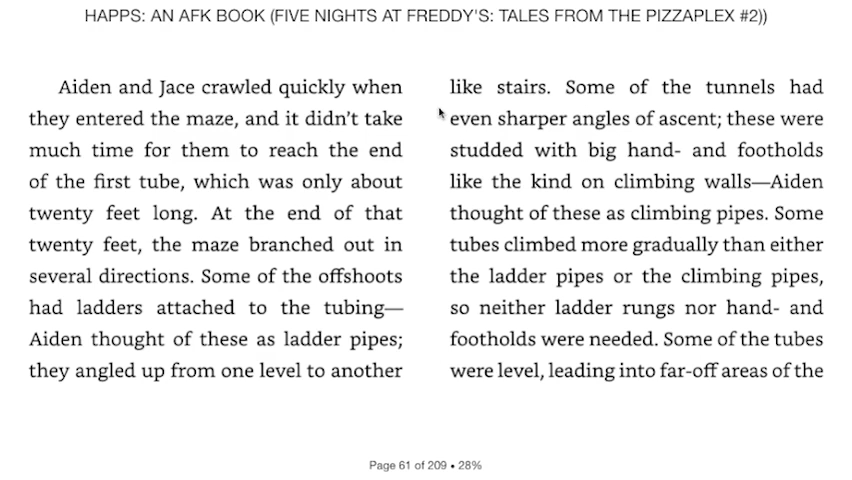 HAPPS: AN AFK BOOK (FIVE NIGHTS AT FREDDY'S: TALES FROM THE PIZZAPLEX #2))
Aiden and Jace crawled quickly when
they entered the maze, and it didn’t take
much time for them to reach the end
of the first tube, which was only about
twenty feet long. At the end of that
twenty feet, the maze branched out in
several directions. Some of the offshoots
had ladders attached to the tubing—
Aiden thought of these as ladder pipes;
they angled up from one level to another
like stairs. Some of the tunnels had
even sharper angles of ascent; these were
studded with big hand- and footholds
like the kind on climbing walls—Aiden
thought of these as climbing pipes. Some
tubes climbed more gradually than either
the ladder pipes or the climbing pipes,
so neither ladder rungs nor hand- and
footholds were needed. Some of the tubes
were level, leading into far-off areas of the
Page 61 of 209 • 28%